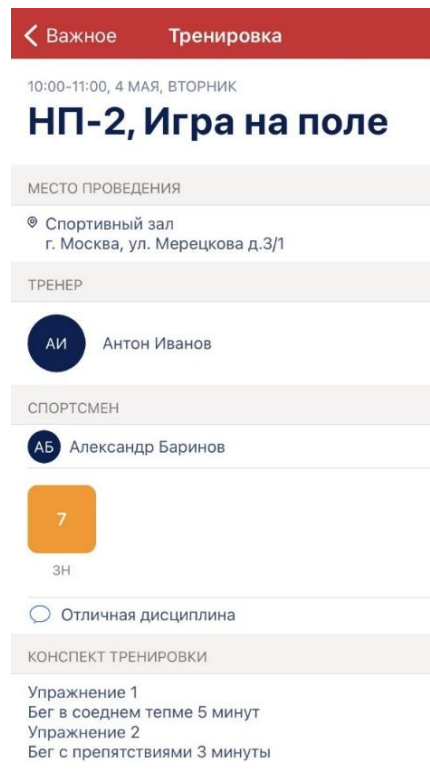 Важное Тренировка
10:00-11:00, 4 МАЯ, ВТОРНИК
НП-2, Игра на поле
МЕСТО ПРОВЕДЕНИЯ
Спортивный зал
г. Москва, ул. Мерецкова д.3/1
ТРЕНЕР
АИ Антон Иванов
СПОРТСМЕН
АБ Александр Баринов
7
ЗН
Отличная дисциплина
КОНСПЕКТ ТРЕНИРОВКИ
Упражнение 1
Бег в соеднем тепме 5 минут
Упражнение 2
Бег с препятствиями 3 минуты